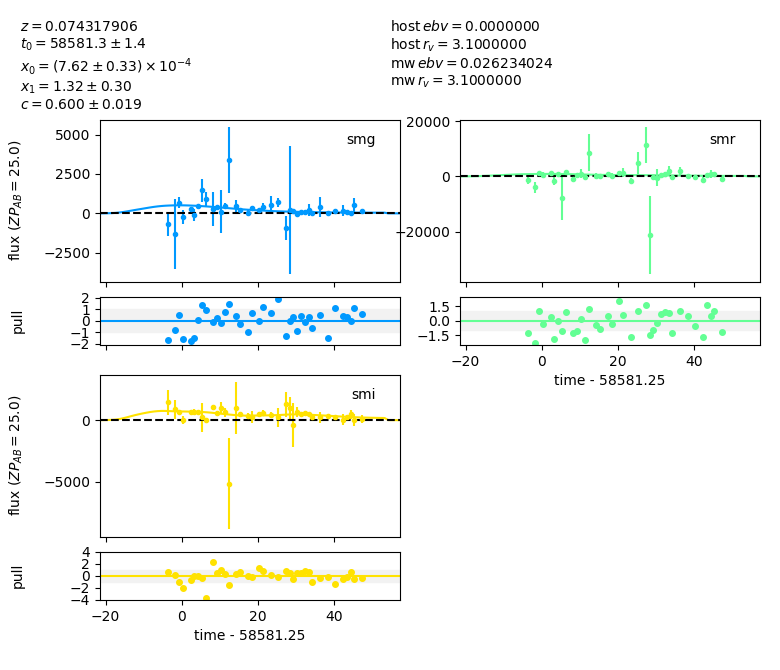 z = 0.074317906
t₀ = 58581.3 ± 1.4
x₀ = (7.62 ± 0.33) × 10⁻⁴
x₁ = 1.32 ± 0.30
c = 0.600 ± 0.019
host ebv = 0.0000000
host r_v = 3.1000000
mw ebv = 0.026234024
mw r_v = 3.1000000
smg
flux (ZP_AB = 25.0)
5000
2500
0
−2500
smr
20000
0
−20000
pull
2
1
0
−1
−2
1.5
0.0
−1.5
−20
0
20
40
time - 58581.25
smi
flux (ZP_AB = 25.0)
0
−5000
pull
4
2
0
−2
−4
−20
0
20
40
time - 58581.25